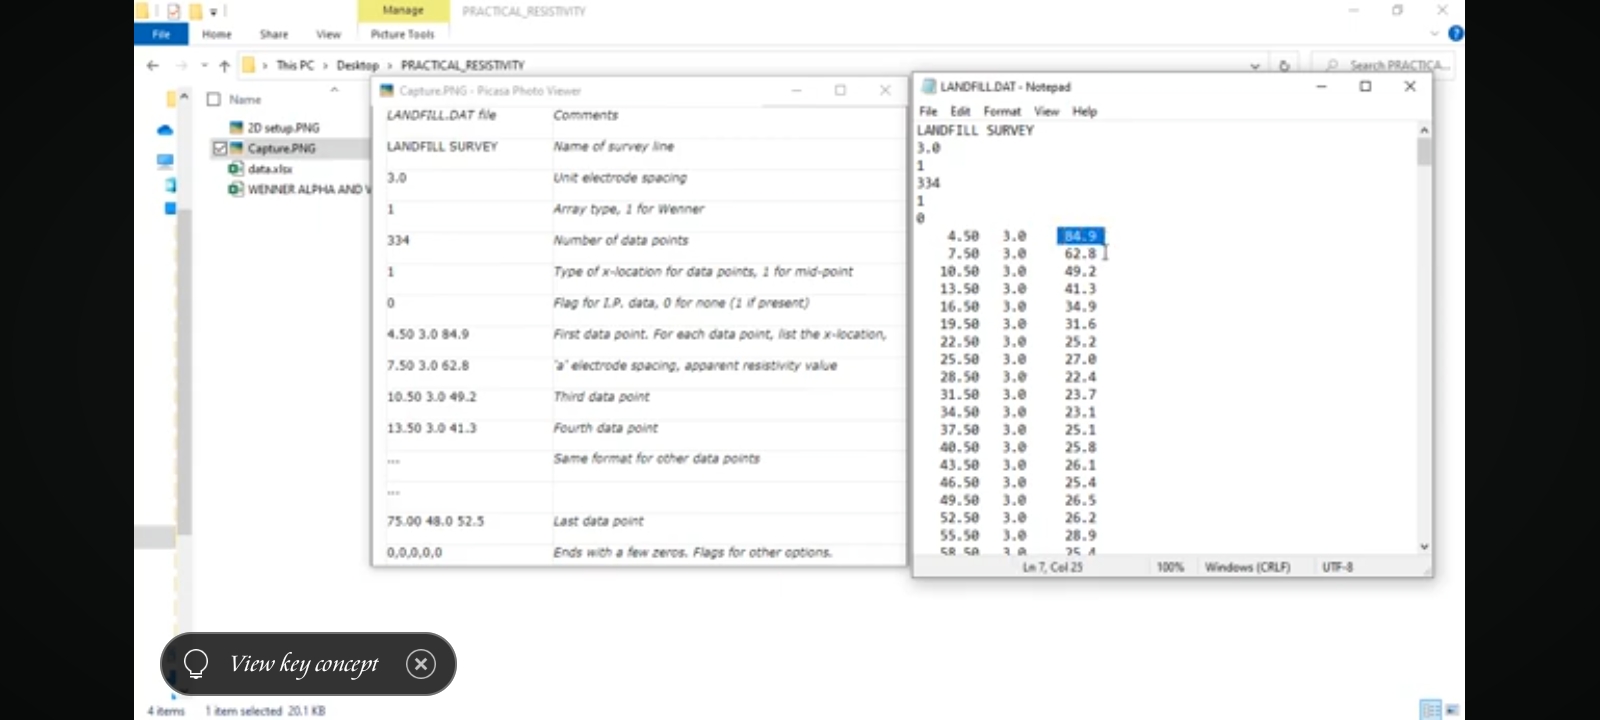 Manage
PRACTICAL_RESISTIVITY
File
Home
Share
View
Picture Tools
This PC > Desktop > PRACTICAL_RESISTIVITY
Search PRACTICA...
Name
2D setup.PNG
Capture.PNG
data.xlsx
WENNER ALPHA AND
Capture.PNG - Picasa Photo Viewer
LANDFILL.DAT file Comments
LANDFILL SURVEY Name of survey line
3.0 Unit electrode spacing
1 Array type, 1 for Wenner
334 Number of data points
1 Type of x-location for data points, 1 for mid-point
0 Flag for I.P. data, 0 for none (1 if present)
4.50 3.0 84.9 First data point. For each data point, list the x-location,
7.50 3.0 62.8 'a' electrode spacing, apparent resistivity value
10.50 3.0 49.2 Third data point
13.50 3.0 41.3 Fourth data point
... Same format for other data points
...
75.00 48.0 52.5 Last data point
0,0,0,0,0 Ends with a few zeros. Flags for other options.
LANDFILL.DAT - Notepad
File Edit Format View Help
LANDFILL SURVEY
3.0
1
334
1
0
4.50 3.0 84.9
7.50 3.0 62.8
10.50 3.0 49.2
13.50 3.0 41.3
16.50 3.0 34.9
19.50 3.0 31.6
22.50 3.0 25.2
25.50 3.0 27.0
28.50 3.0 22.4
31.50 3.0 23.7
34.50 3.0 23.1
37.50 3.0 25.1
40.50 3.0 25.8
43.50 3.0 26.1
46.50 3.0 25.4
49.50 3.0 26.5
52.50 3.0 26.2
55.50 3.0 28.9
58.50 3.0 25.4
Ln 7, Col 25 100% Windows (CRLF) UTF-8
View key concept
4 items 1 item selected 20.1 KB